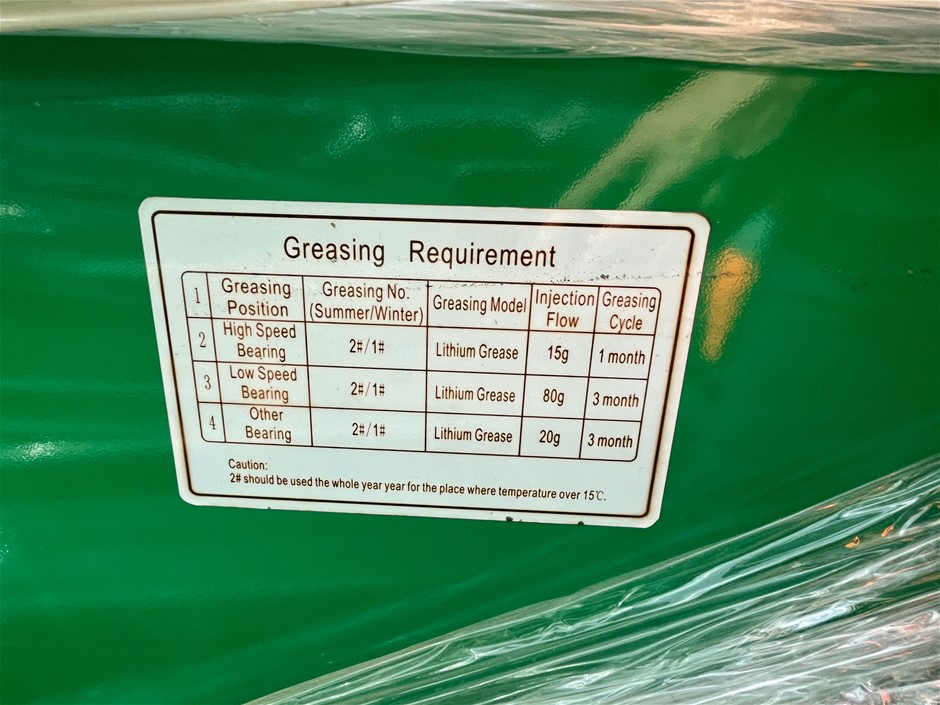 Greasing Requirement
1 Greasing Position Greasing No. (Summer/Winter) Greasing Model Injection Flow Greasing Cycle
2 High Speed Bearing 2#/1# Lithium Grease 15g 1 month
3 Low Speed Bearing 2#/1# Lithium Grease 80g 3 month
4 Other Bearing 2#/1# Lithium Grease 20g 3 month
Caution:
2# should be used the whole year year for the place where temperature over 15℃.